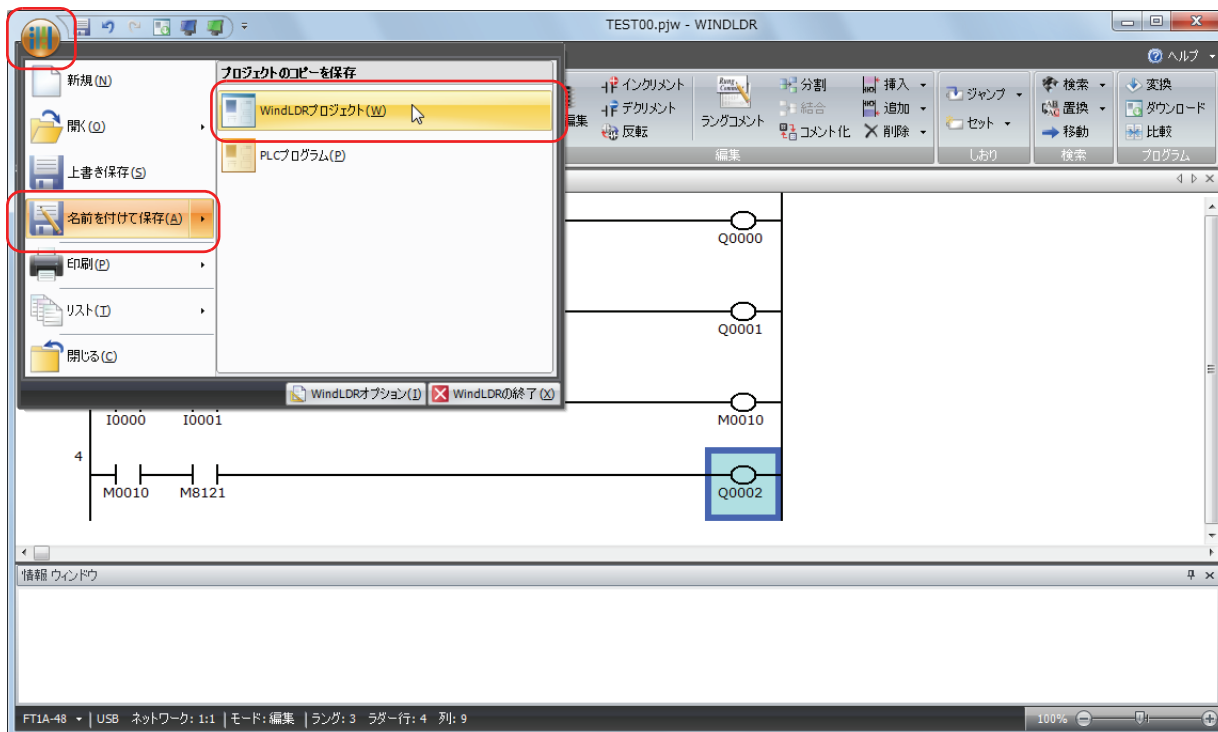 TEST00.pjw - WINDLDR
ヘルプ
新規(N)
開く(O)
上書き保存(S)
名前を付けて保存(A)
印刷(P)
リスト(T)
閉じる(C)
プロジェクトのコピーを保存
WindLDRプロジェクト(W)
PLCプログラム(P)
WindLDRオプション(I)
WindLDRの終了(X)
インクリメント
デクリメント
反転
ラングコメント
分割
結合
コメント化
挿入
追加
削除
編集
ジャンプ
セット
しおり
検索
置換
移動
検索
変換
ダウンロード
比較
プログラム
Q0000
Q0001
I0000 I0001 M0010
4
M0010 M8121 Q0002
情報 ウィンドウ
FT1A-48 | USB ネットワーク: 1:1 | モード: 編集 | ラング: 3 ラダー行: 4 列: 9
100%